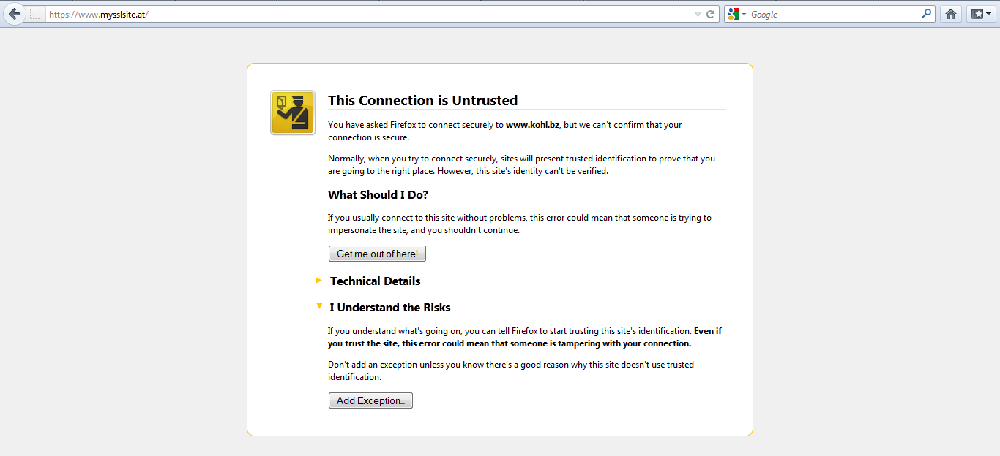 https://www.mysslsite.at/
Google
This Connection is Untrusted
You have asked Firefox to connect securely to www.kohl.bz, but we can't confirm that your
connection is secure.
Normally, when you try to connect securely, sites will present trusted identification to prove that you
are going to the right place. However, this site's identity can't be verified.
What Should I Do?
If you usually connect to this site without problems, this error could mean that someone is trying to
impersonate the site, and you shouldn't continue.
Get me out of here!
Technical Details
I Understand the Risks
If you understand what's going on, you can tell Firefox to start trusting this site's identification. Even if
you trust the site, this error could mean that someone is tampering with your connection.
Don't add an exception unless you know there's a good reason why this site doesn't use trusted
identification.
Add Exception...